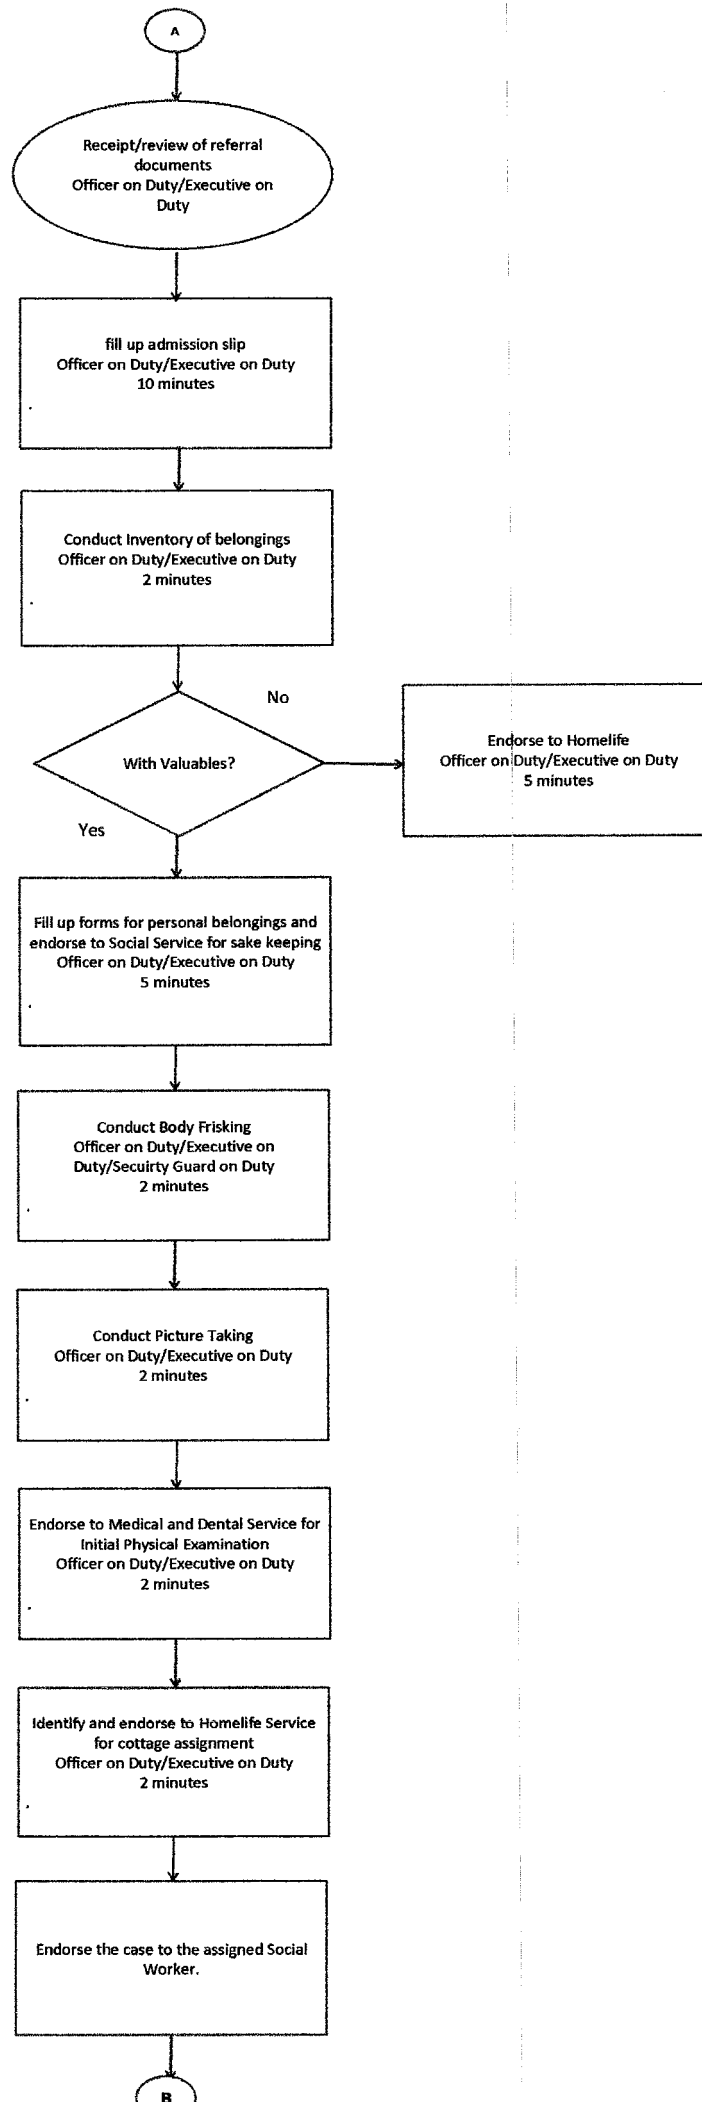 A
Receipt/review of referral
documents
Officer on Duty/Executive on
Duty
fill up admission slip
Officer on Duty/Executive on Duty
10 minutes
Conduct Inventory of belongings
Officer on Duty/Executive on Duty
2 minutes
With Valuables?
No
Endorse to Homelife
Officer on Duty/Executive on Duty
5 minutes
Yes
Fill up forms for personal belongings and
endorse to Social Service for sake keeping
Officer on Duty/Executive on Duty
5 minutes
Conduct Body Frisking
Officer on Duty/Executive on
Duty/Secuirty Guard on Duty
2 minutes
Conduct Picture Taking
Officer on Duty/Executive on Duty
2 minutes
Endorse to Medical and Dental Service for
Initial Physical Examination
Officer on Duty/Executive on Duty
2 minutes
Identify and endorse to Homelife Service
for cottage assignment
Officer on Duty/Executive on Duty
2 minutes
Endorse the case to the assigned Social
Worker.
B